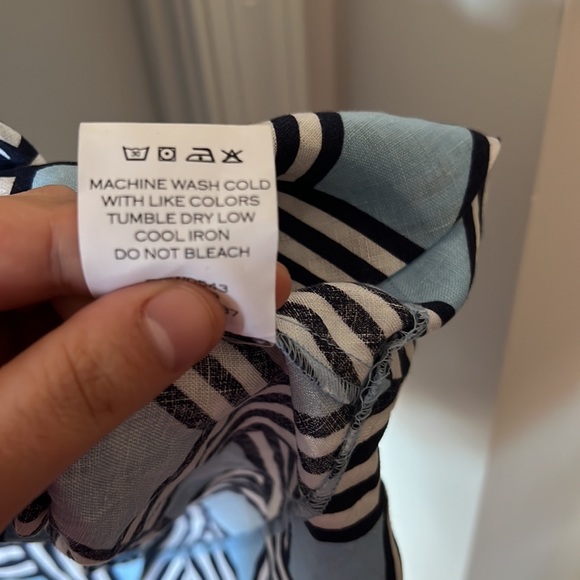 MACHINE WASH COLD
WITH LIKE COLORS
TUMBLE DRY LOW
COOL IRON
DO NOT BLEACH